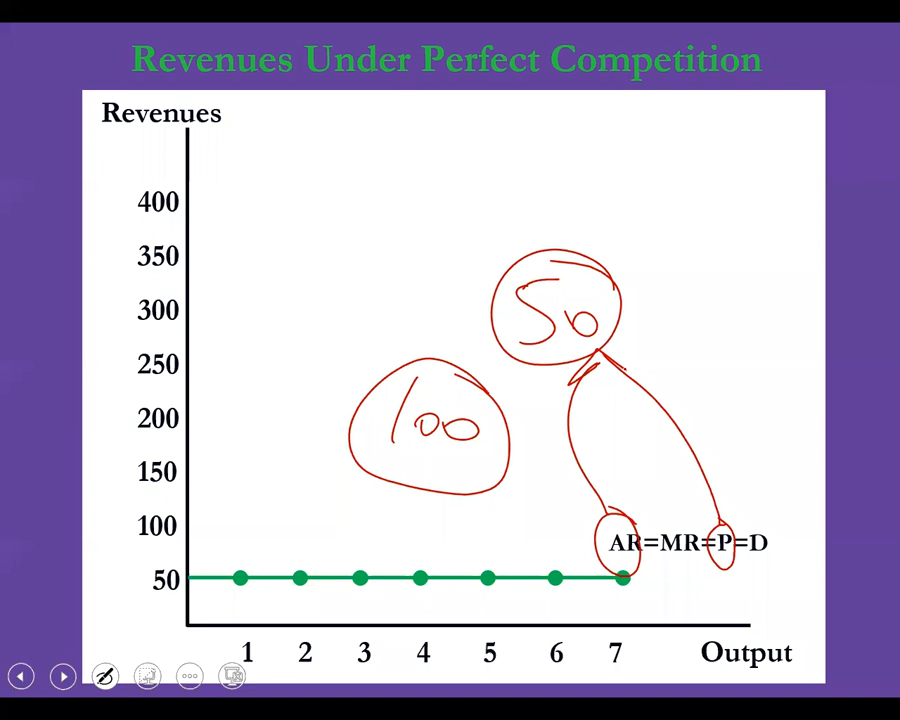 Revenues Under Perfect Competition
Revenues
400
350
300
50
250
200
100
150
100
AR=MR=P=D
50
1 2 3 4 5 6 7 Output